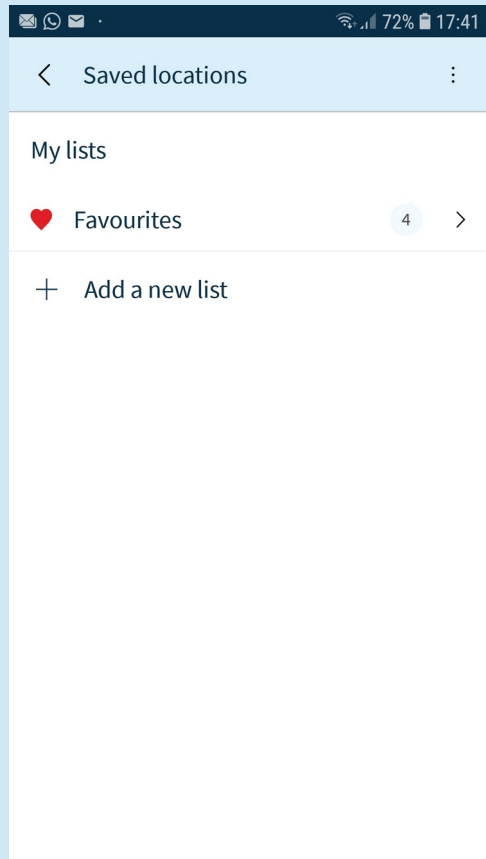 72% 17:41
Saved locations
My lists
Favourites 4
Add a new list